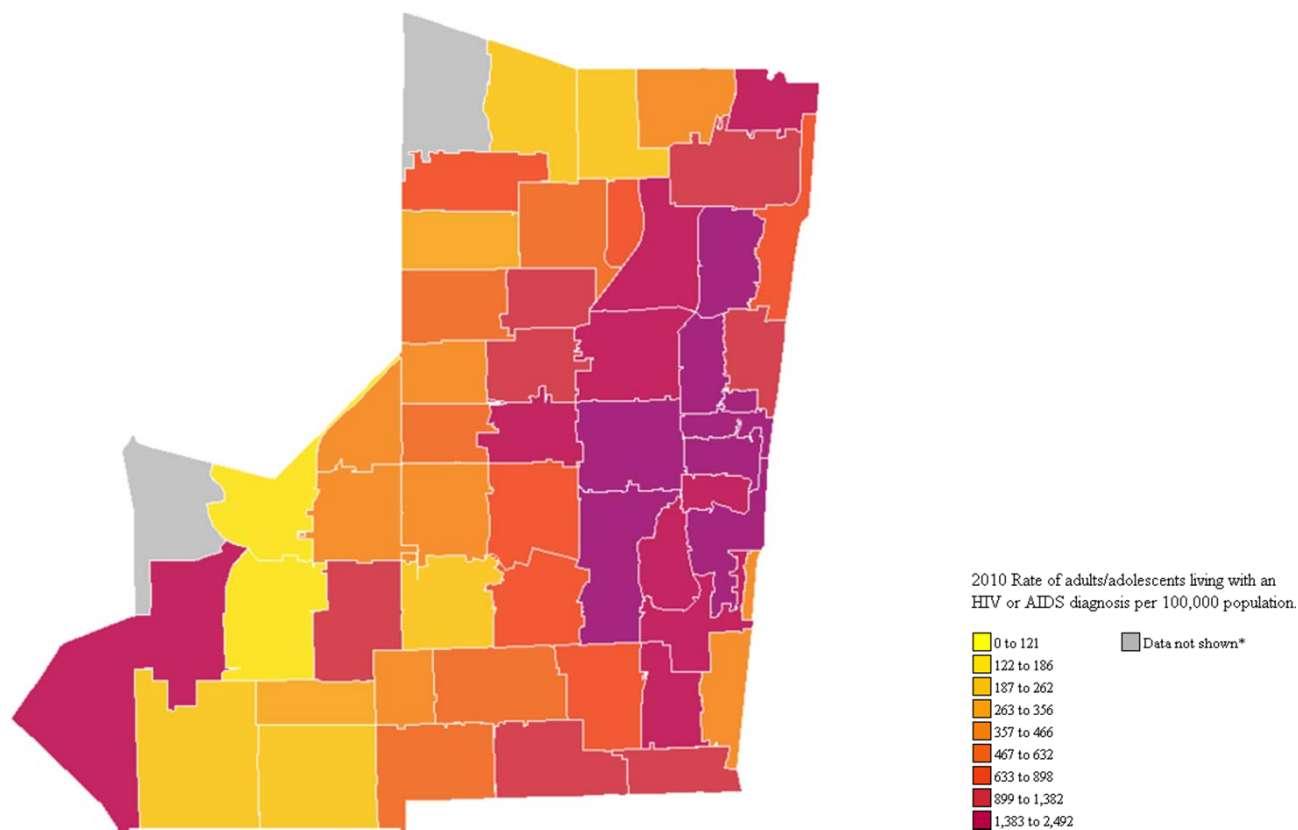 2010 Rate of adults/adolescents living with an
HIV or AIDS diagnosis per 100,000 population.
0 to 121
Data not shown*
122 to 186
187 to 262
263 to 356
357 to 466
467 to 632
633 to 898
899 to 1,382
1,383 to 2,492